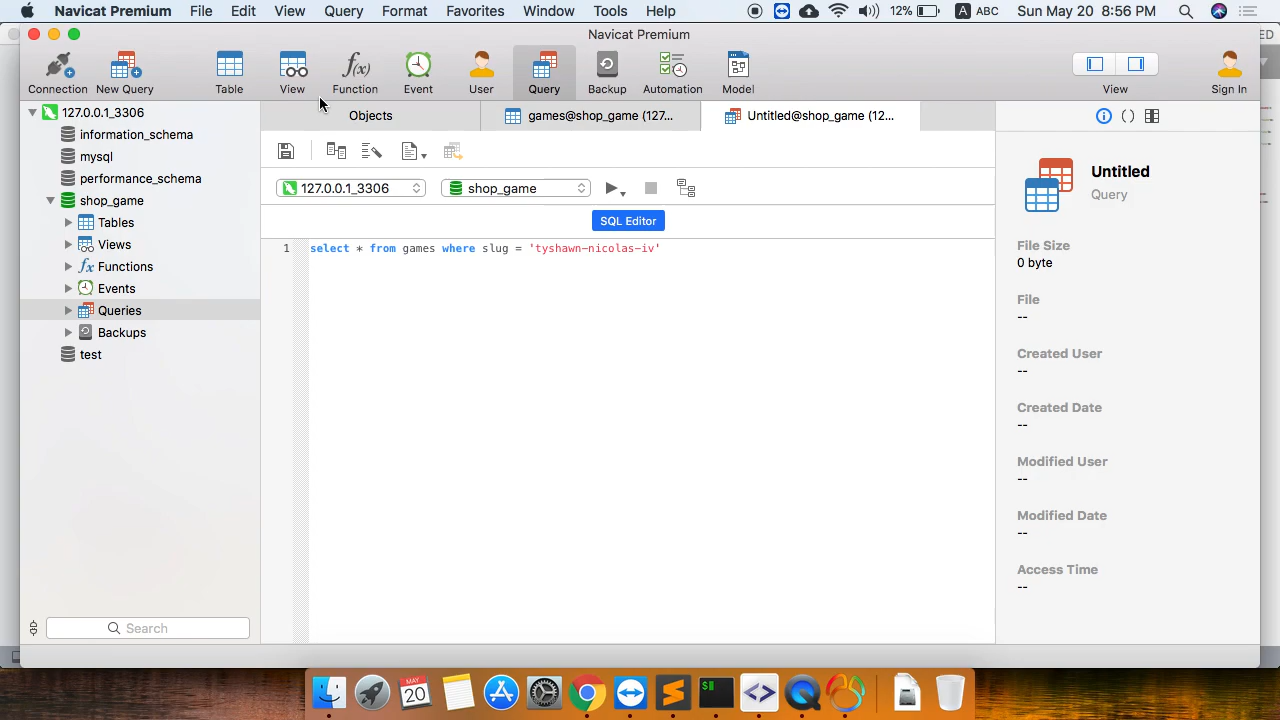 Navicat Premium File Edit View Query Format Favorites Window Tools Help 12% A ABC Sun May 20 8:56 PM
Navicat Premium
Connection New Query Table View Function Event User Query Backup Automation Model View Sign In
f(x)
127.0.0.1_3306
information_schema
mysql
performance_schema
shop_game
Tables
Views
fx Functions
Events
Queries
Backups
test
Search
Objects games@shop_game (127... Untitled@shop_game (12...
127.0.0.1_3306 shop_game
SQL Editor
1 select * from games where slug = 'tyshawn-nicolas-iv'
i ()
Untitled
Query
File Size
0 byte
File
--
Created User
--
Created Date
--
Modified User
--
Modified Date
--
Access Time
--
ED
MAY
20
$